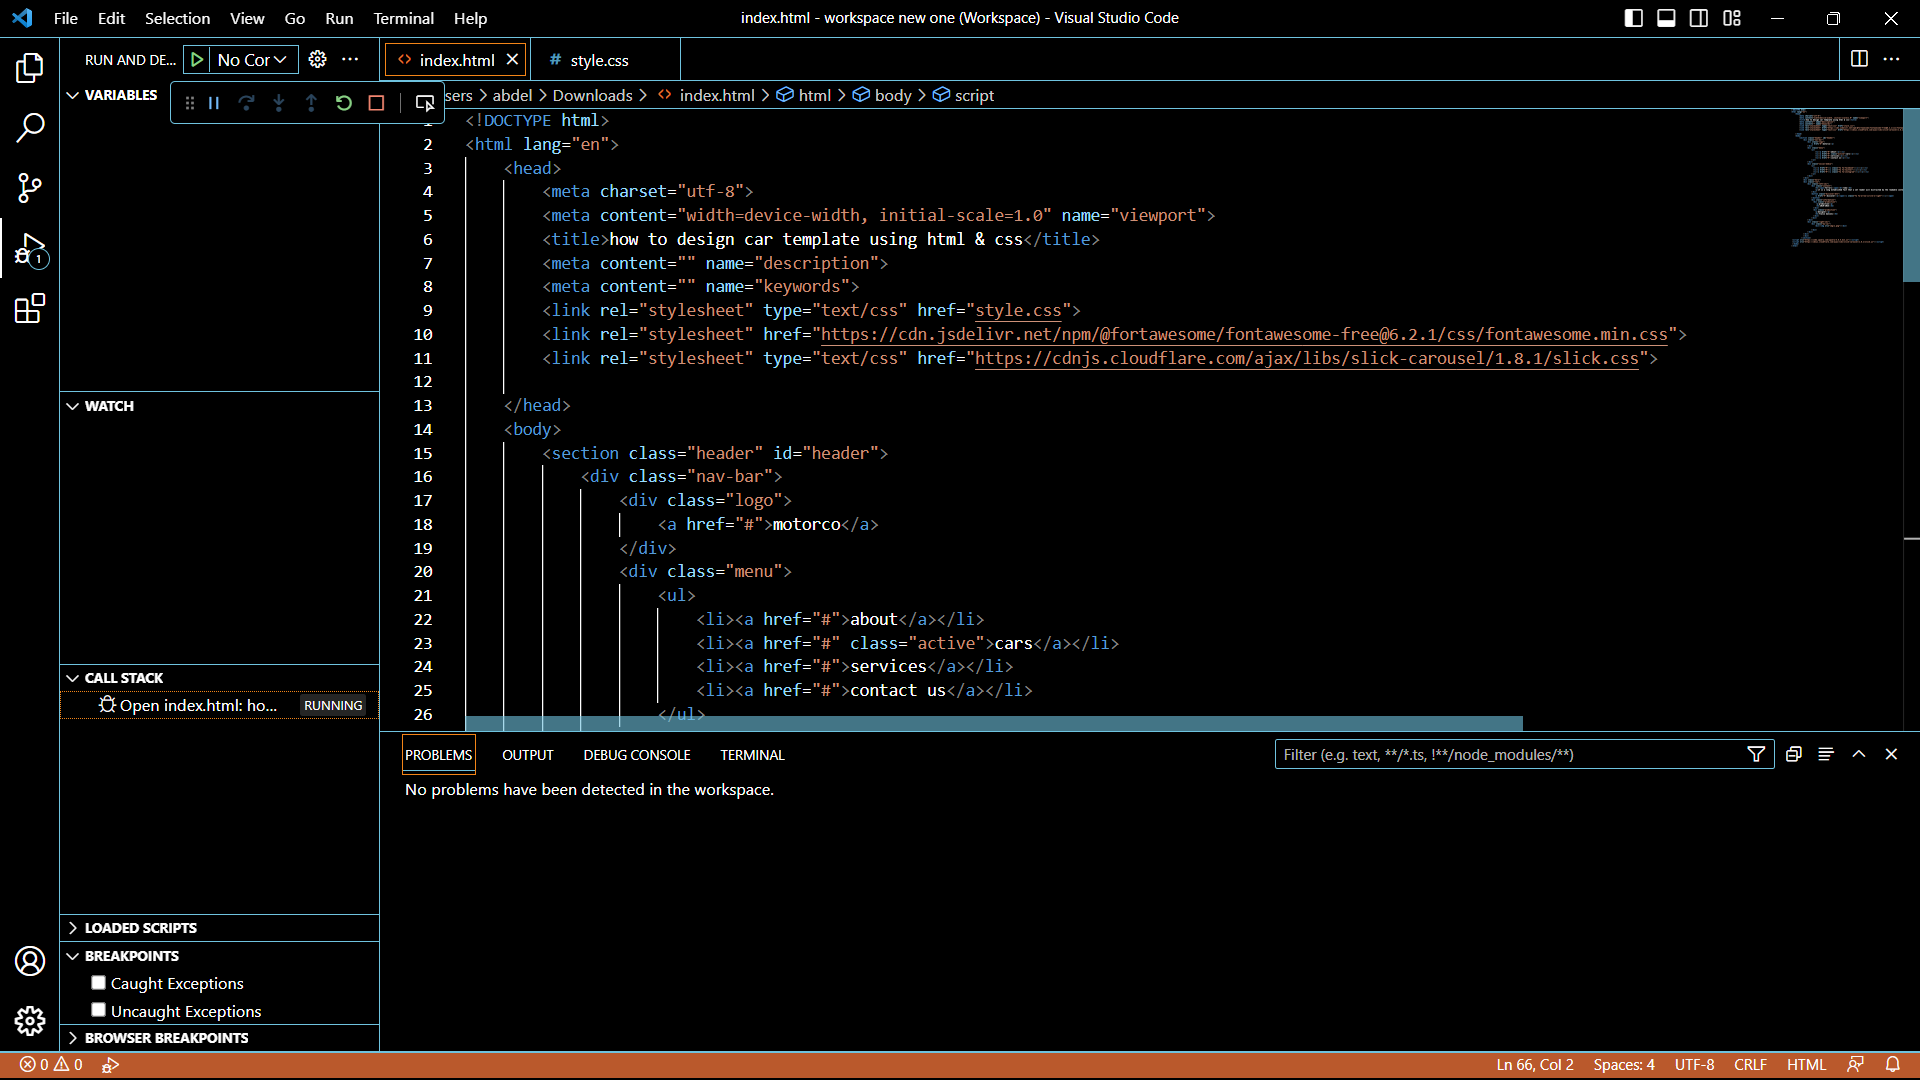 File Edit Selection View Go Run Terminal Help
index.html - workspace new one (Workspace) - Visual Studio Code
RUN AND DE... No Cor
index.html
# style.css
VARIABLES
sers > abdel > Downloads > index.html > html > body > script
1 <!DOCTYPE html>
2 <html lang="en">
3 <head>
4 <meta charset="utf-8">
5 <meta content="width=device-width, initial-scale=1.0" name="viewport">
6 <title>how to design car template using html & css</title>
7 <meta content="" name="description">
8 <meta content="" name="keywords">
9 <link rel="stylesheet" type="text/css" href="style.css">
10 <link rel="stylesheet" href="https://cdn.jsdelivr.net/npm/@fortawesome/fontawesome-free@6.2.1/css/fontawesome.min.css">
11 <link rel="stylesheet" type="text/css" href="https://cdnjs.cloudflare.com/ajax/libs/slick-carousel/1.8.1/slick.css">
12
13 </head>
14 <body>
15 <section class="header" id="header">
16 <div class="nav-bar">
17 <div class="logo">
18 <a href="#">motorco</a>
19 </div>
20 <div class="menu">
21 <ul>
22 <li><a href="#">about</a></li>
23 <li><a href="#" class="active">cars</a></li>
24 <li><a href="#">services</a></li>
25 <li><a href="#">contact us</a></li>
26 </ul>
1
WATCH
CALL STACK
Open index.html: ho... RUNNING
LOADED SCRIPTS
BREAKPOINTS
Caught Exceptions
Uncaught Exceptions
BROWSER BREAKPOINTS
PROBLEMS OUTPUT DEBUG CONSOLE TERMINAL
Filter (e.g. text, **/*.ts, !**/node_modules/**)
No problems have been detected in the workspace.
0 0
Ln 66, Col 2 Spaces: 4 UTF-8 CRLF HTML